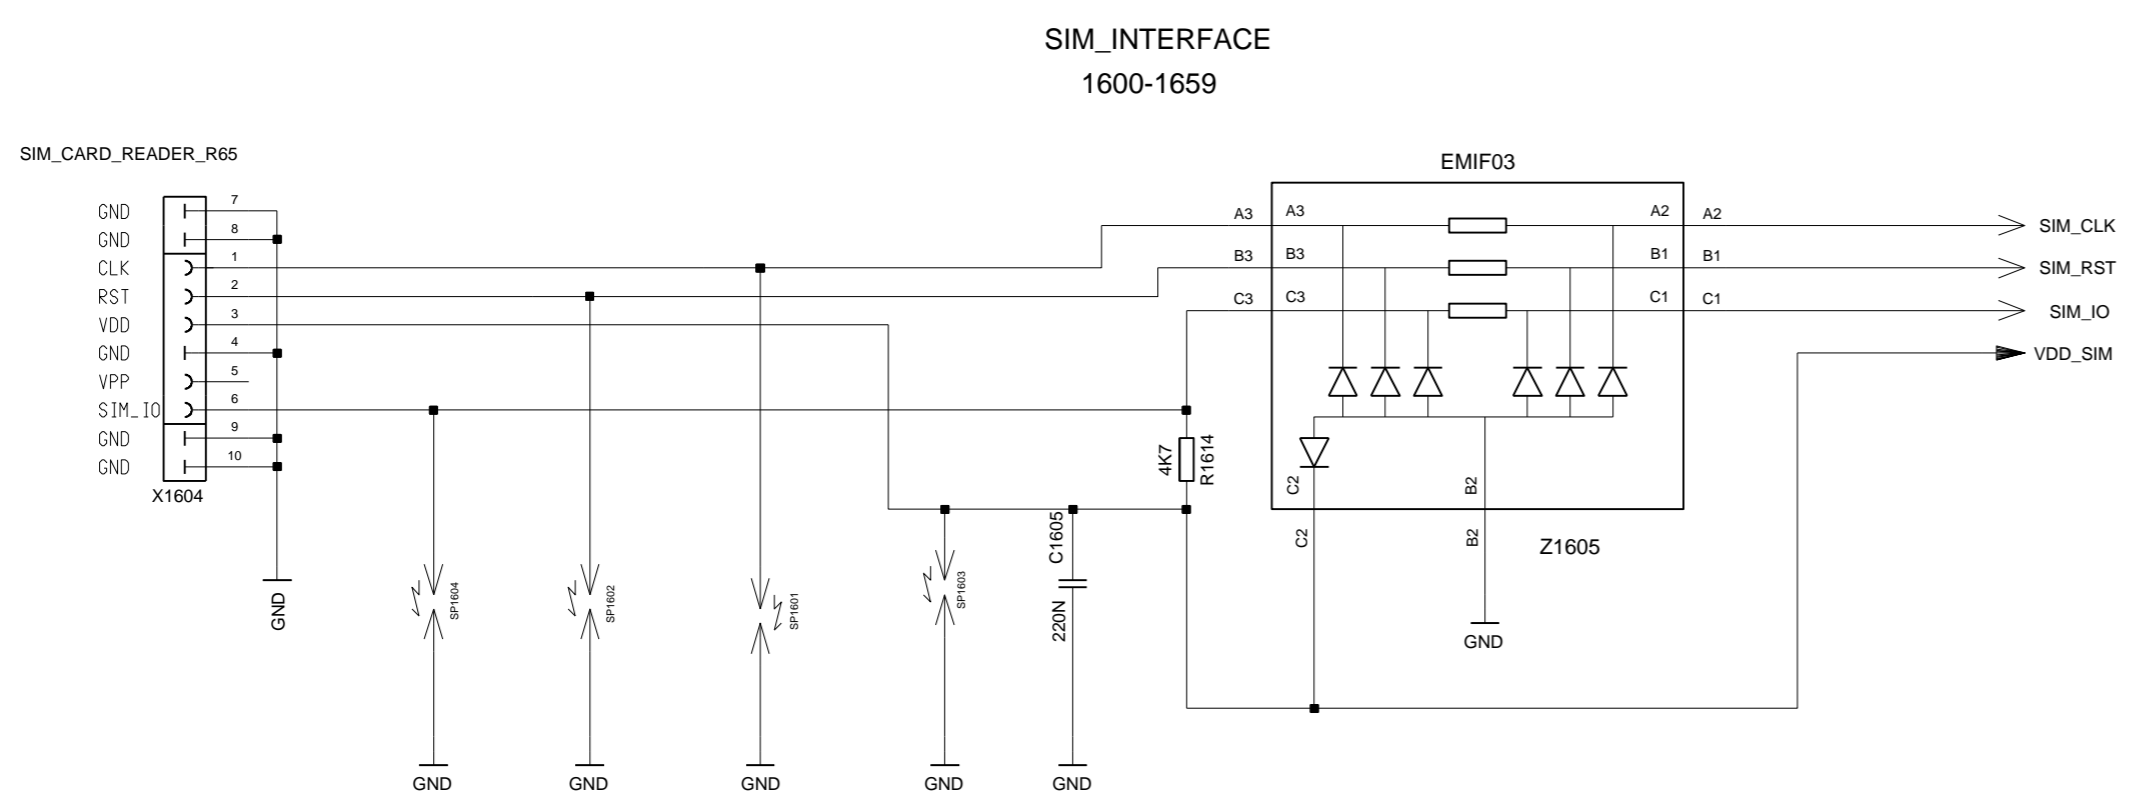 SIM_INTERFACE
1600-1659
SIM_CARD_READER_R65
EMIF03
GND 7
GND 8
CLK 1
RST 2
VDD 3
GND 4
VPP 5
SIM_IO 6
GND 9
GND 10
X1604
GND
A3 A3 A2 A2 SIM_CLK
B3 B3 B1 B1 SIM_RST
C3 C3 C1 C1 SIM_IO
VDD_SIM
4K7
R1614
C2
B2
C2
B2
Z1605
C1605
220N
SP1604
SP1602
SP1601
SP1603
GND
GND
GND
GND
GND
GND